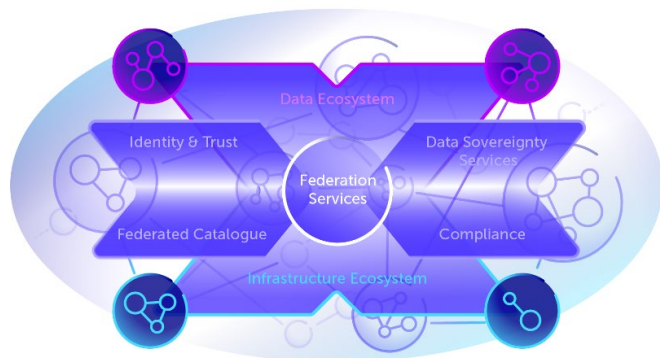 Data Ecosystem
Identity & Trust
Data Sovereignty
Services
Federation
Services
Federated Catalogue
Compliance
Infrastructure Ecosystem